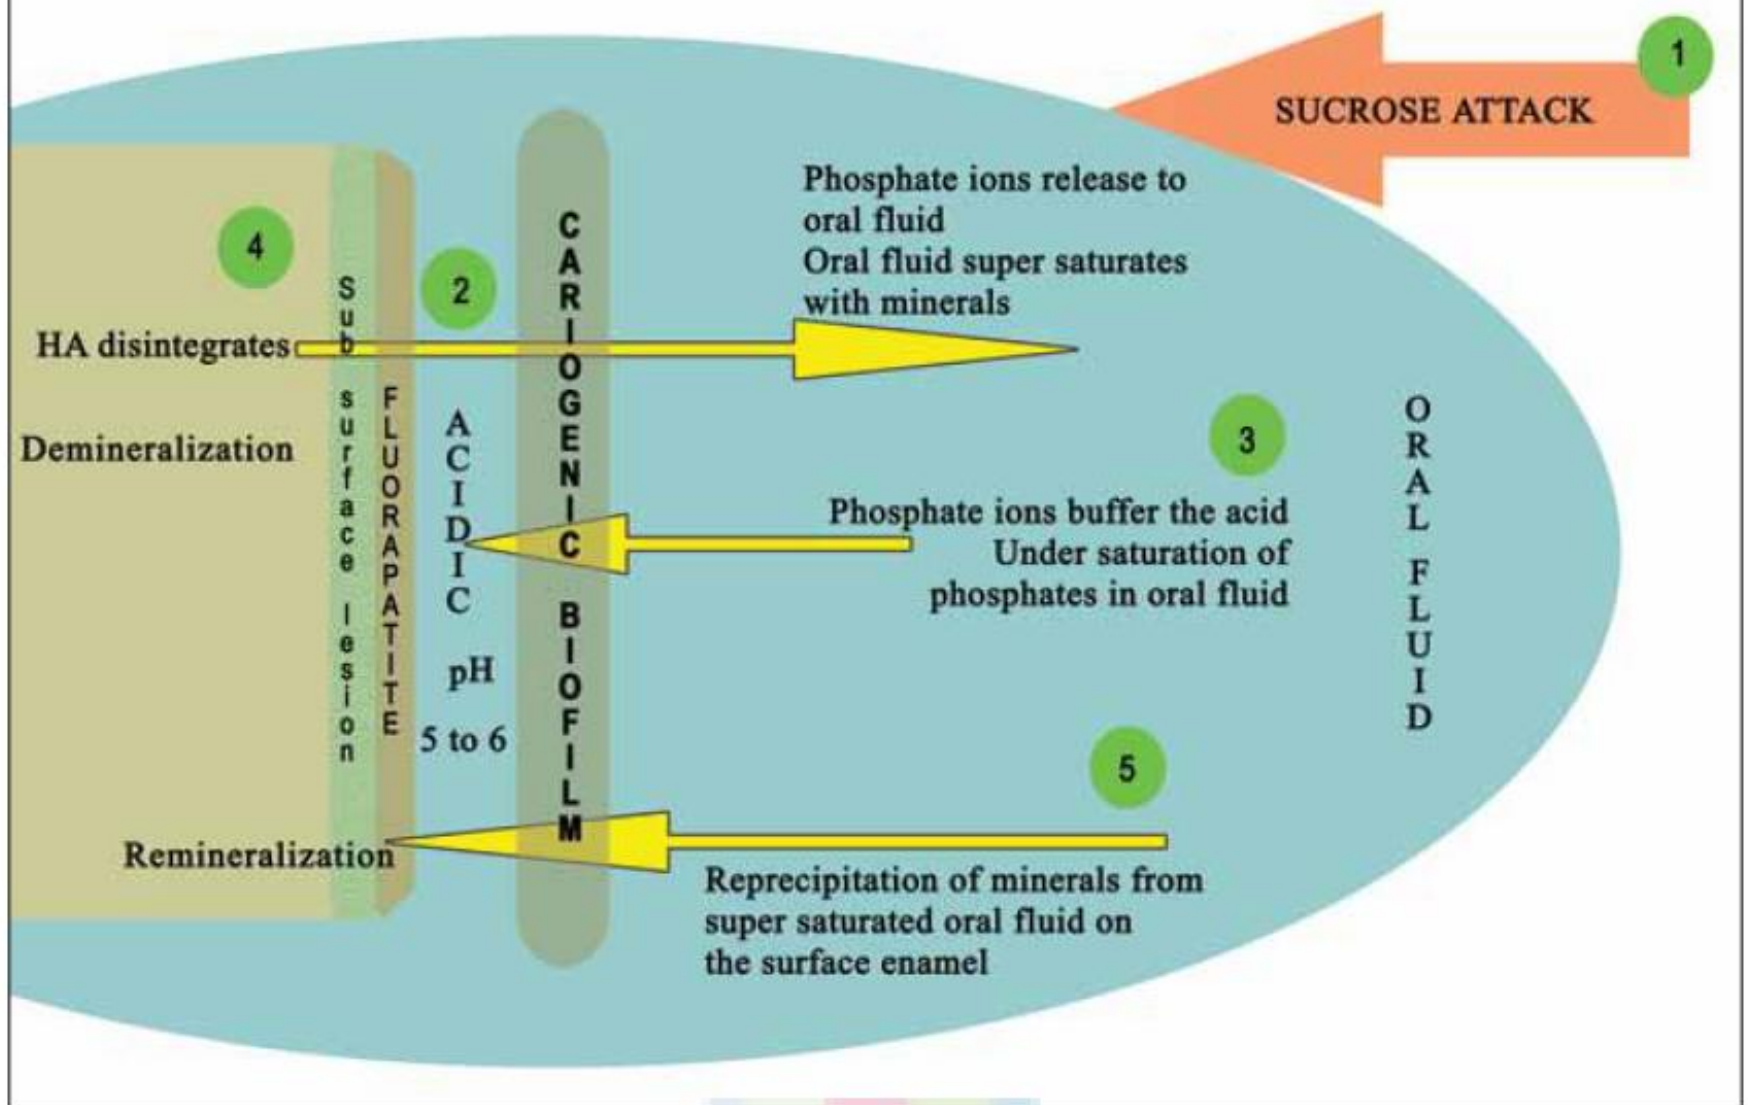 1
SUCROSE ATTACK
Phosphate ions release to
oral fluid
Oral fluid super saturates
with minerals
4
2
HA disintegrates
Demineralization
Sub surface lesion
FLUORAPATITE
ACIDIC
pH
5 to 6
CARIOGENIC BIOFILM
3
Phosphate ions buffer the acid
Under saturation of
phosphates in oral fluid
ORAL FLUID
5
Remineralization
Reprecipitation of minerals from
super saturated oral fluid on
the surface enamel